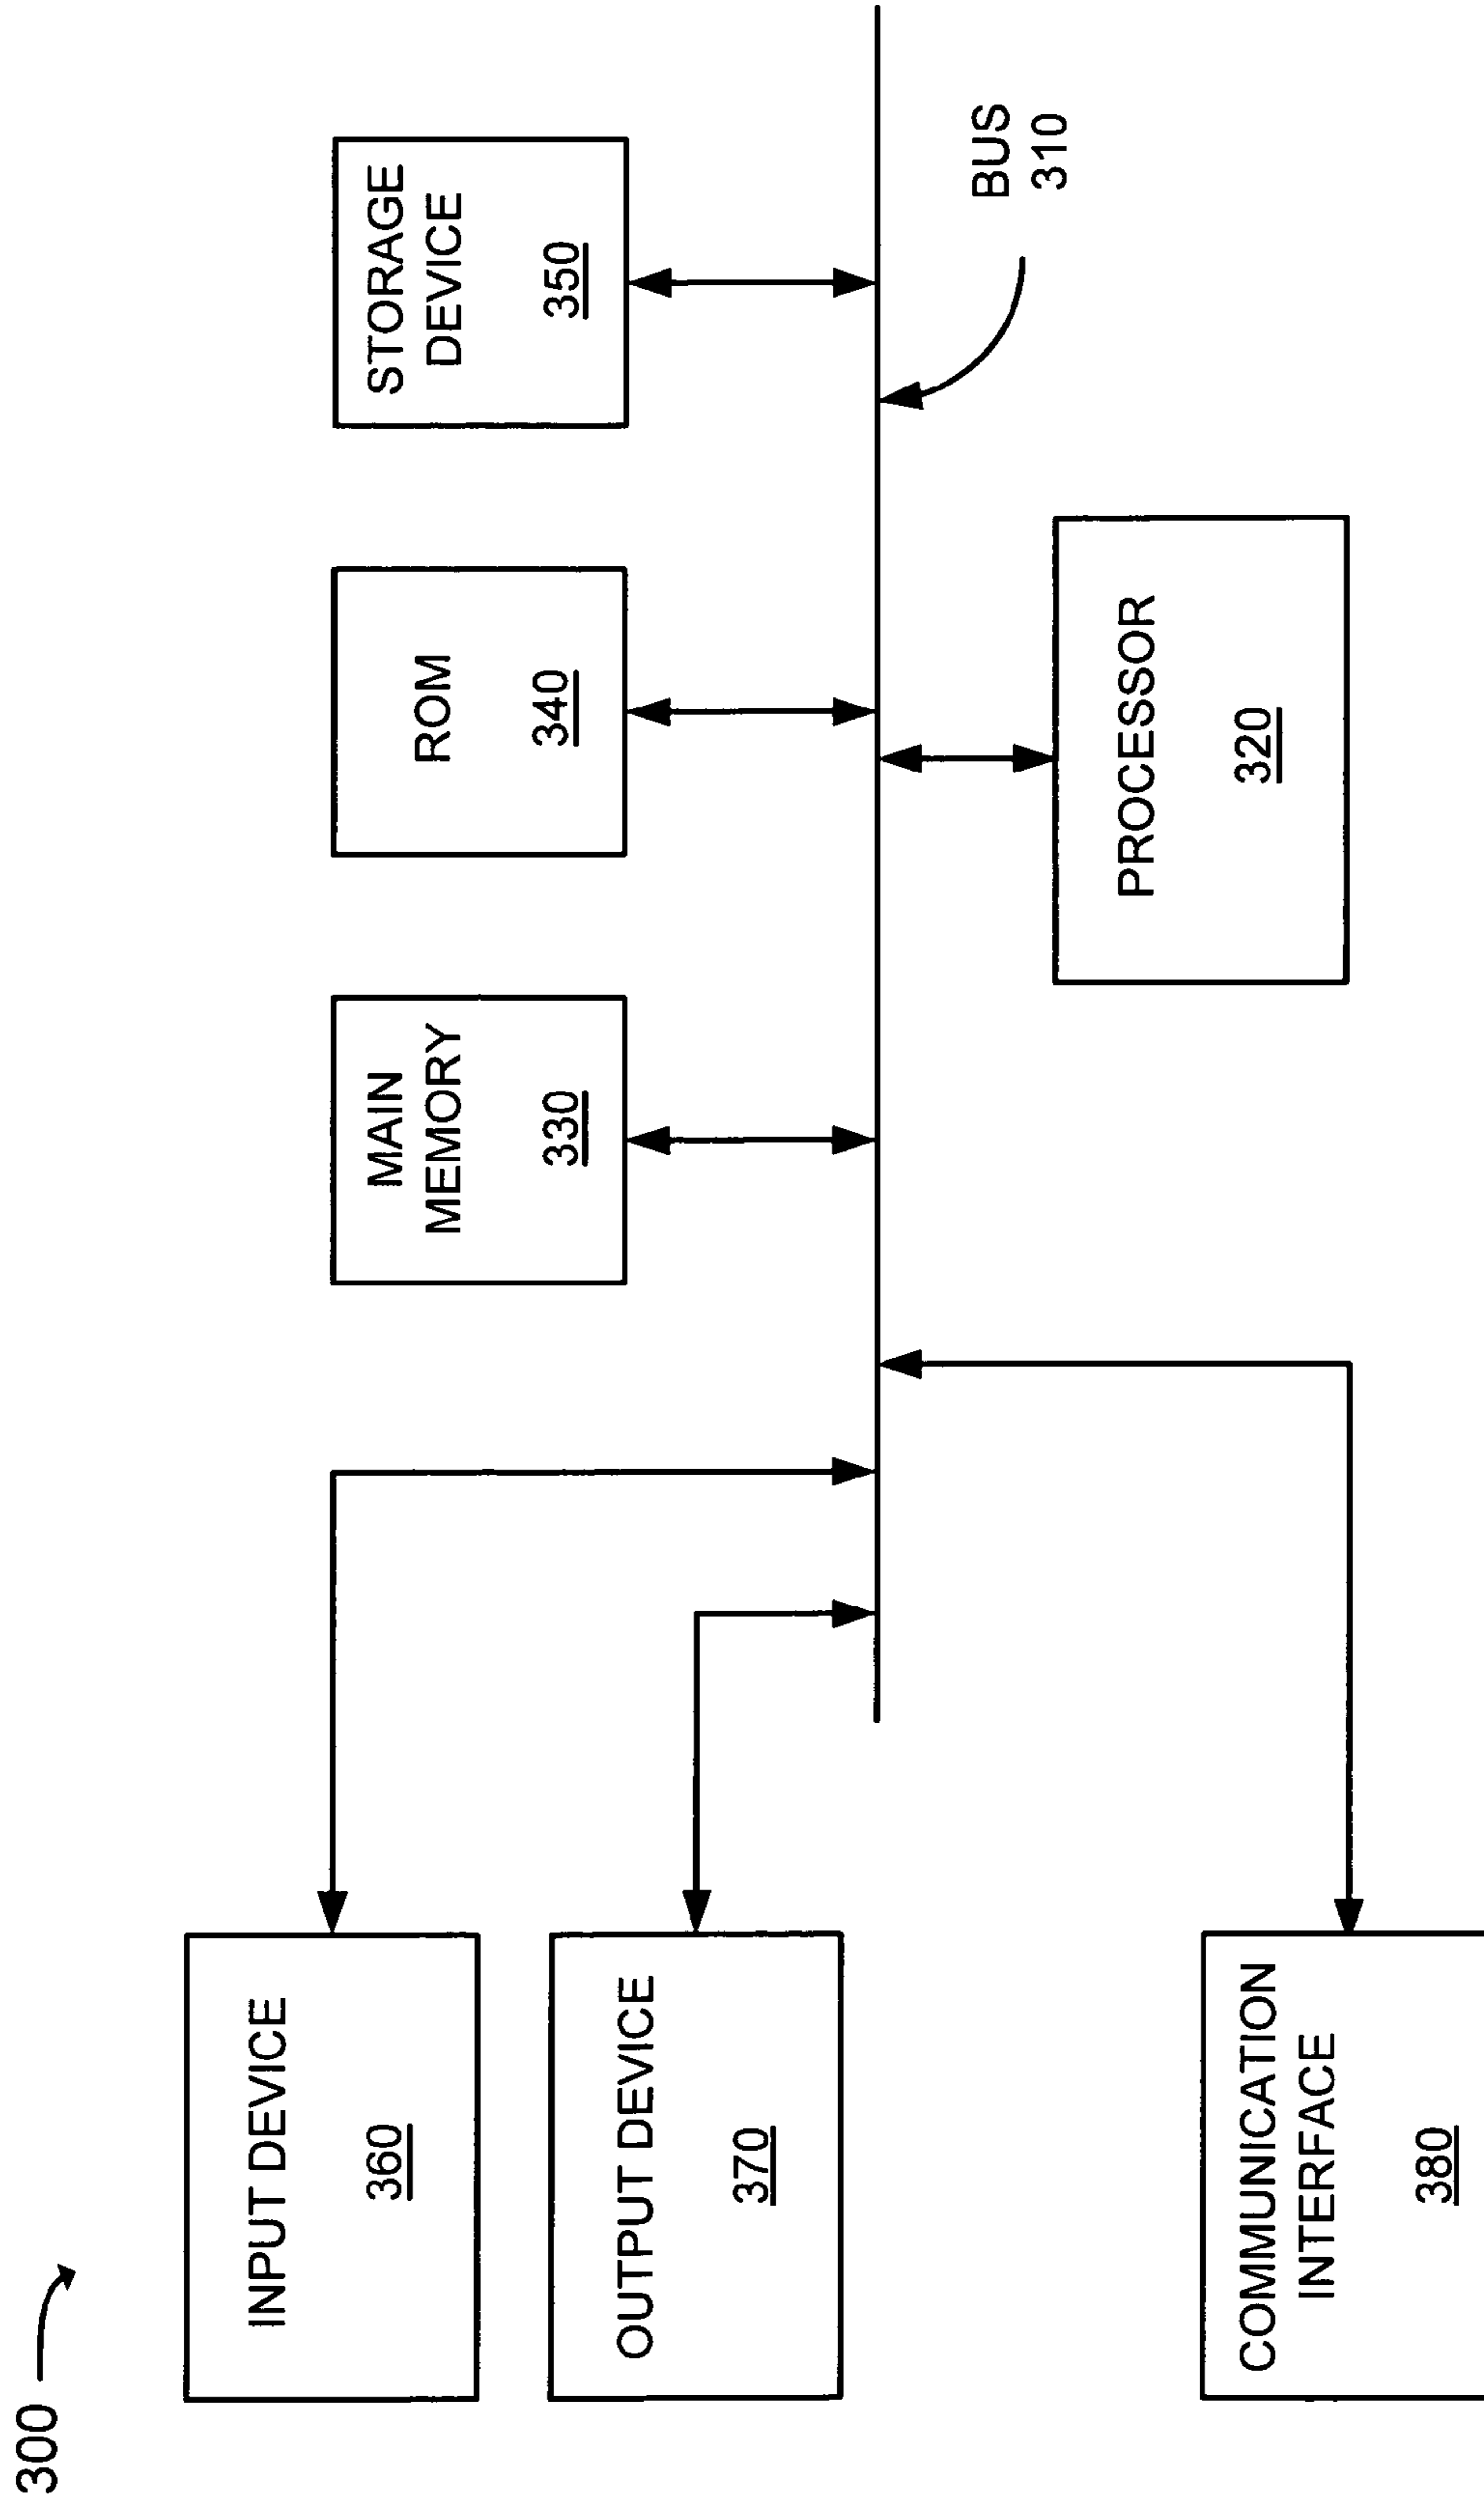 300
INPUT DEVICE
360
OUTPUT DEVICE
370
COMMUNICATION
INTERFACE
380
MAIN
MEMORY
330
ROM
340
STORAGE
DEVICE
350
PROCESSOR
320
BUS
310